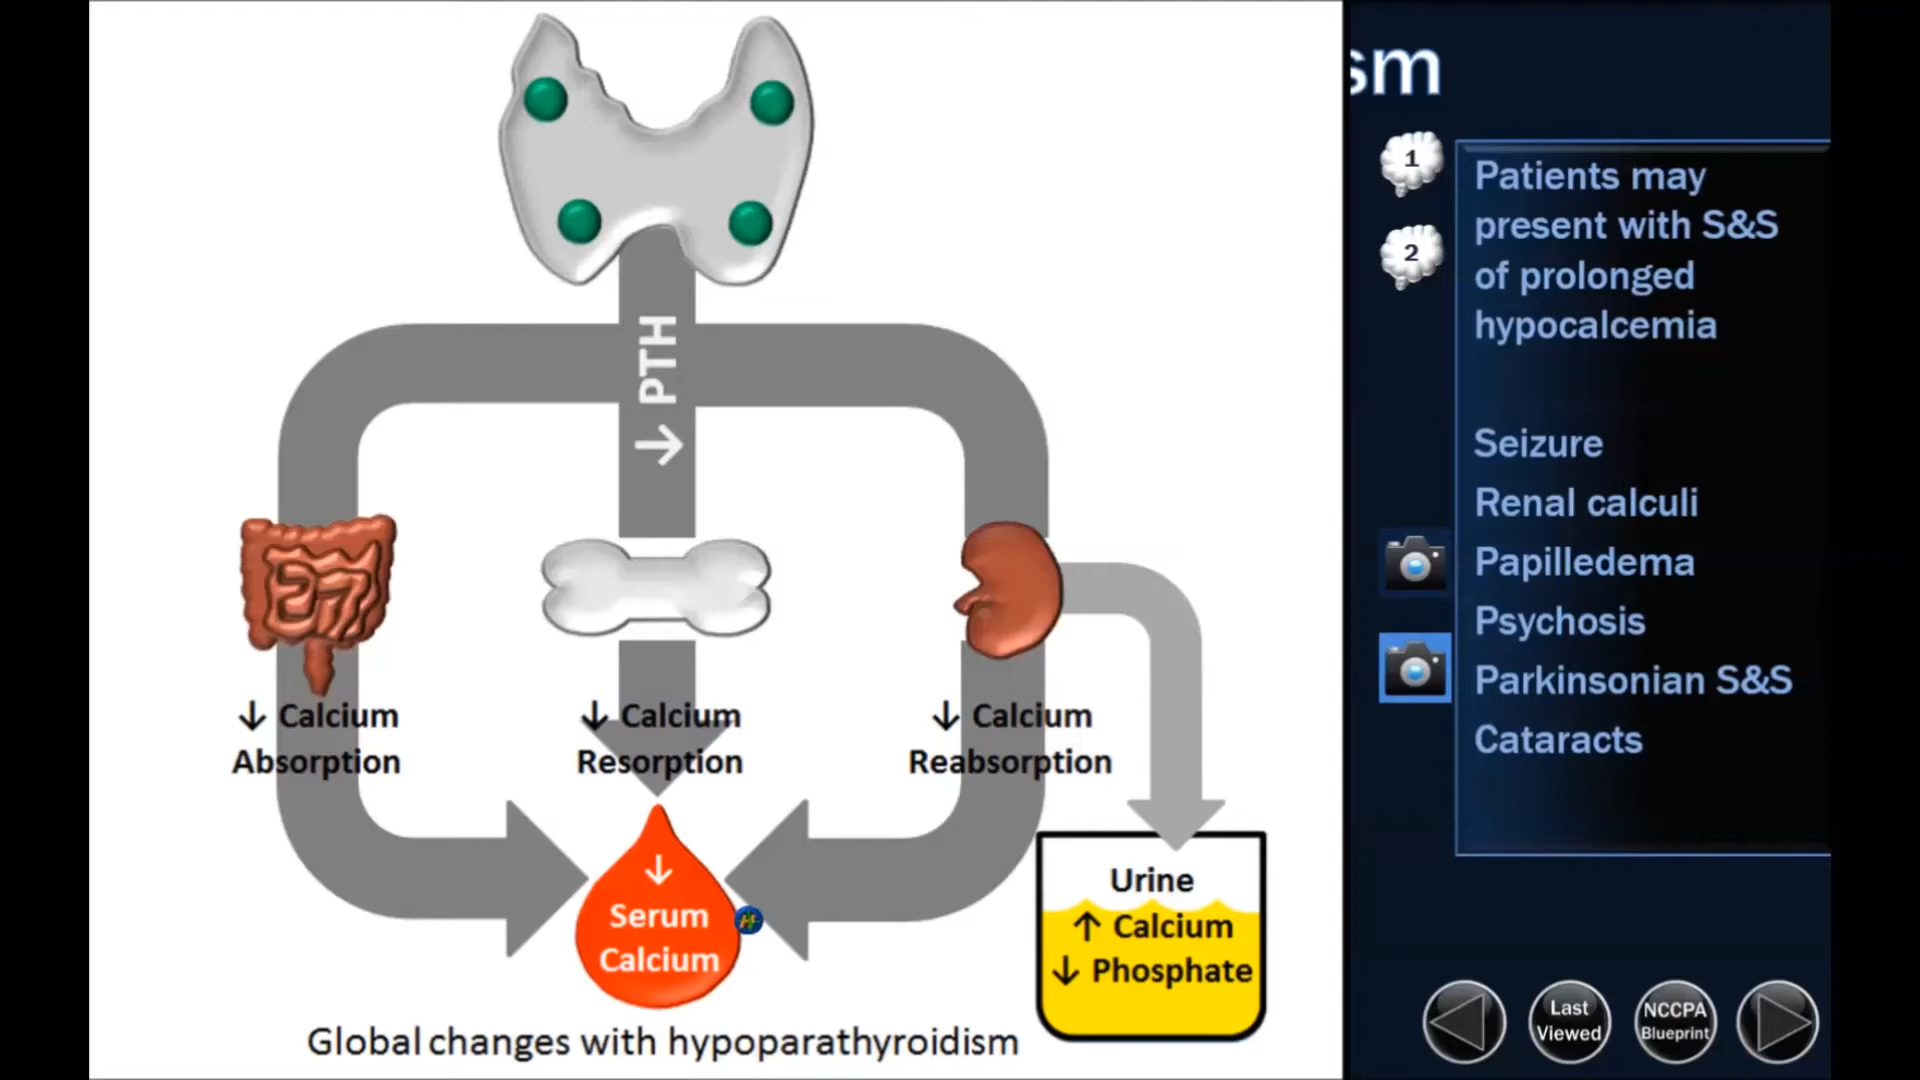 ↓ PTH
↓ Calcium
Absorption
↓ Calcium
Resorption
↓ Calcium
Reabsorption
↓
Serum
Calcium
Urine
↑ Calcium
↓ Phosphate
Global changes with hypoparathyroidism
sm
1
2
Patients may
present with S&S
of prolonged
hypocalcemia
Seizure
Renal calculi
Papilledema
Psychosis
Parkinsonian S&S
Cataracts
Last
Viewed
NCCPA
Blueprint